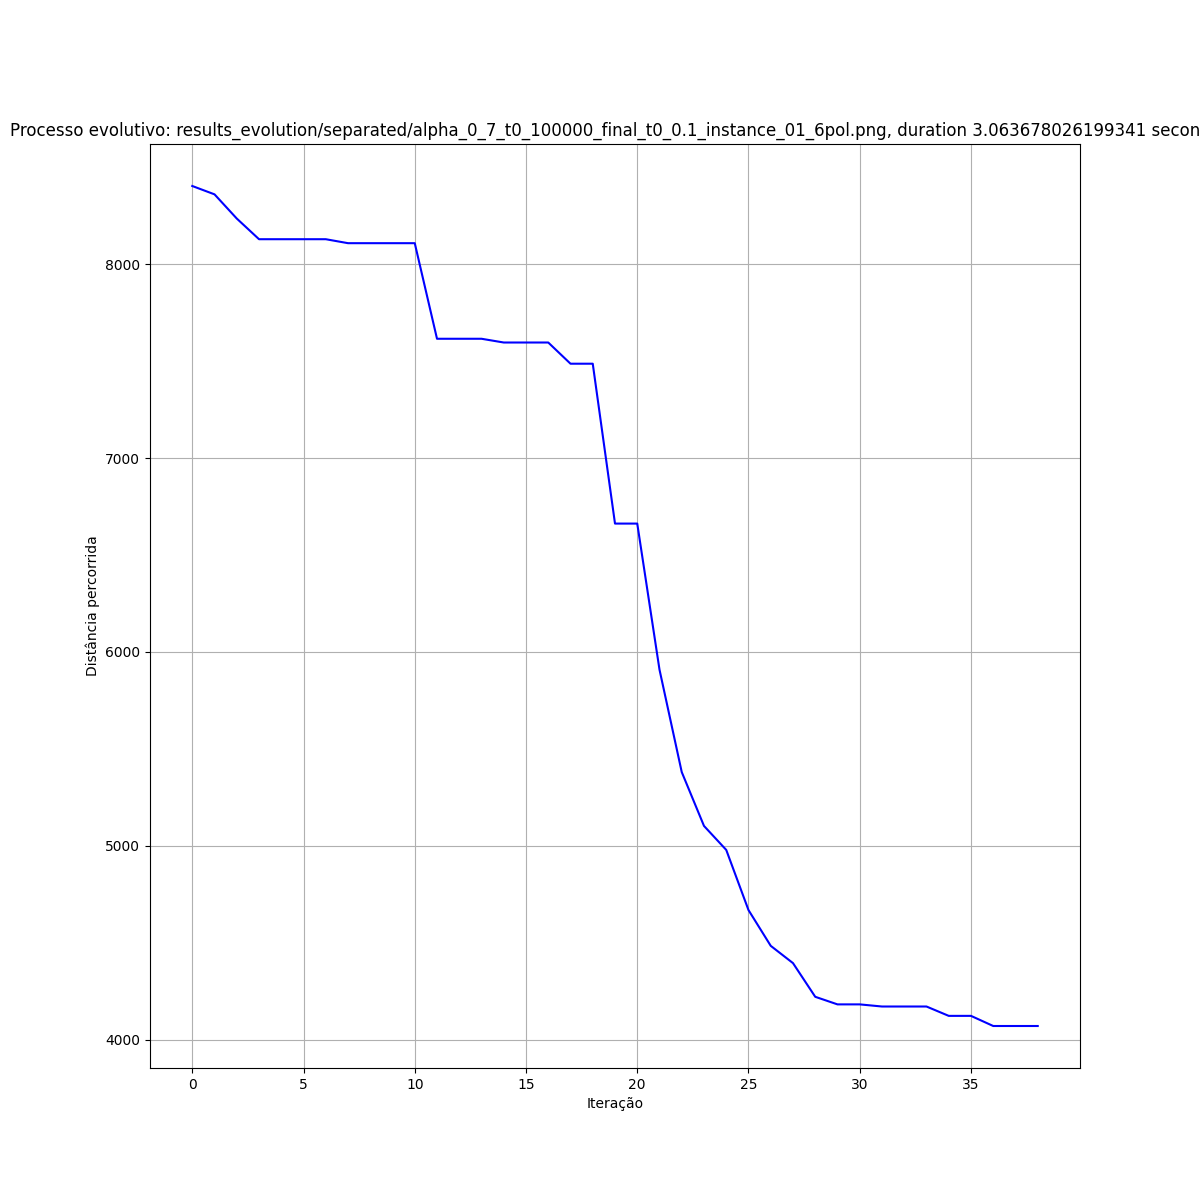 Processo evolutivo: results_evolution/separated/alpha_0_7_t0_100000_final_t0_0.1_instance_01_6pol.png, duration 3.063678026199341 secon
8000
7000
6000
5000
4000
Distância percorrida
0 5 10 15 20 25 30 35
Iteração